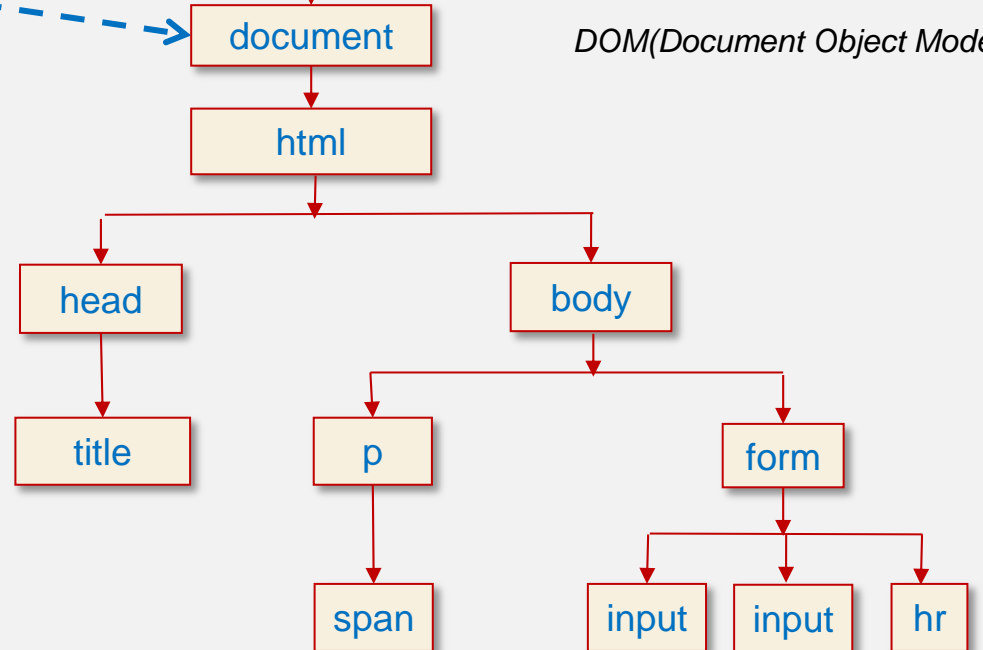 document
DOM(Document Object Mode
html
head
body
title
p
form
span
input
input
hr